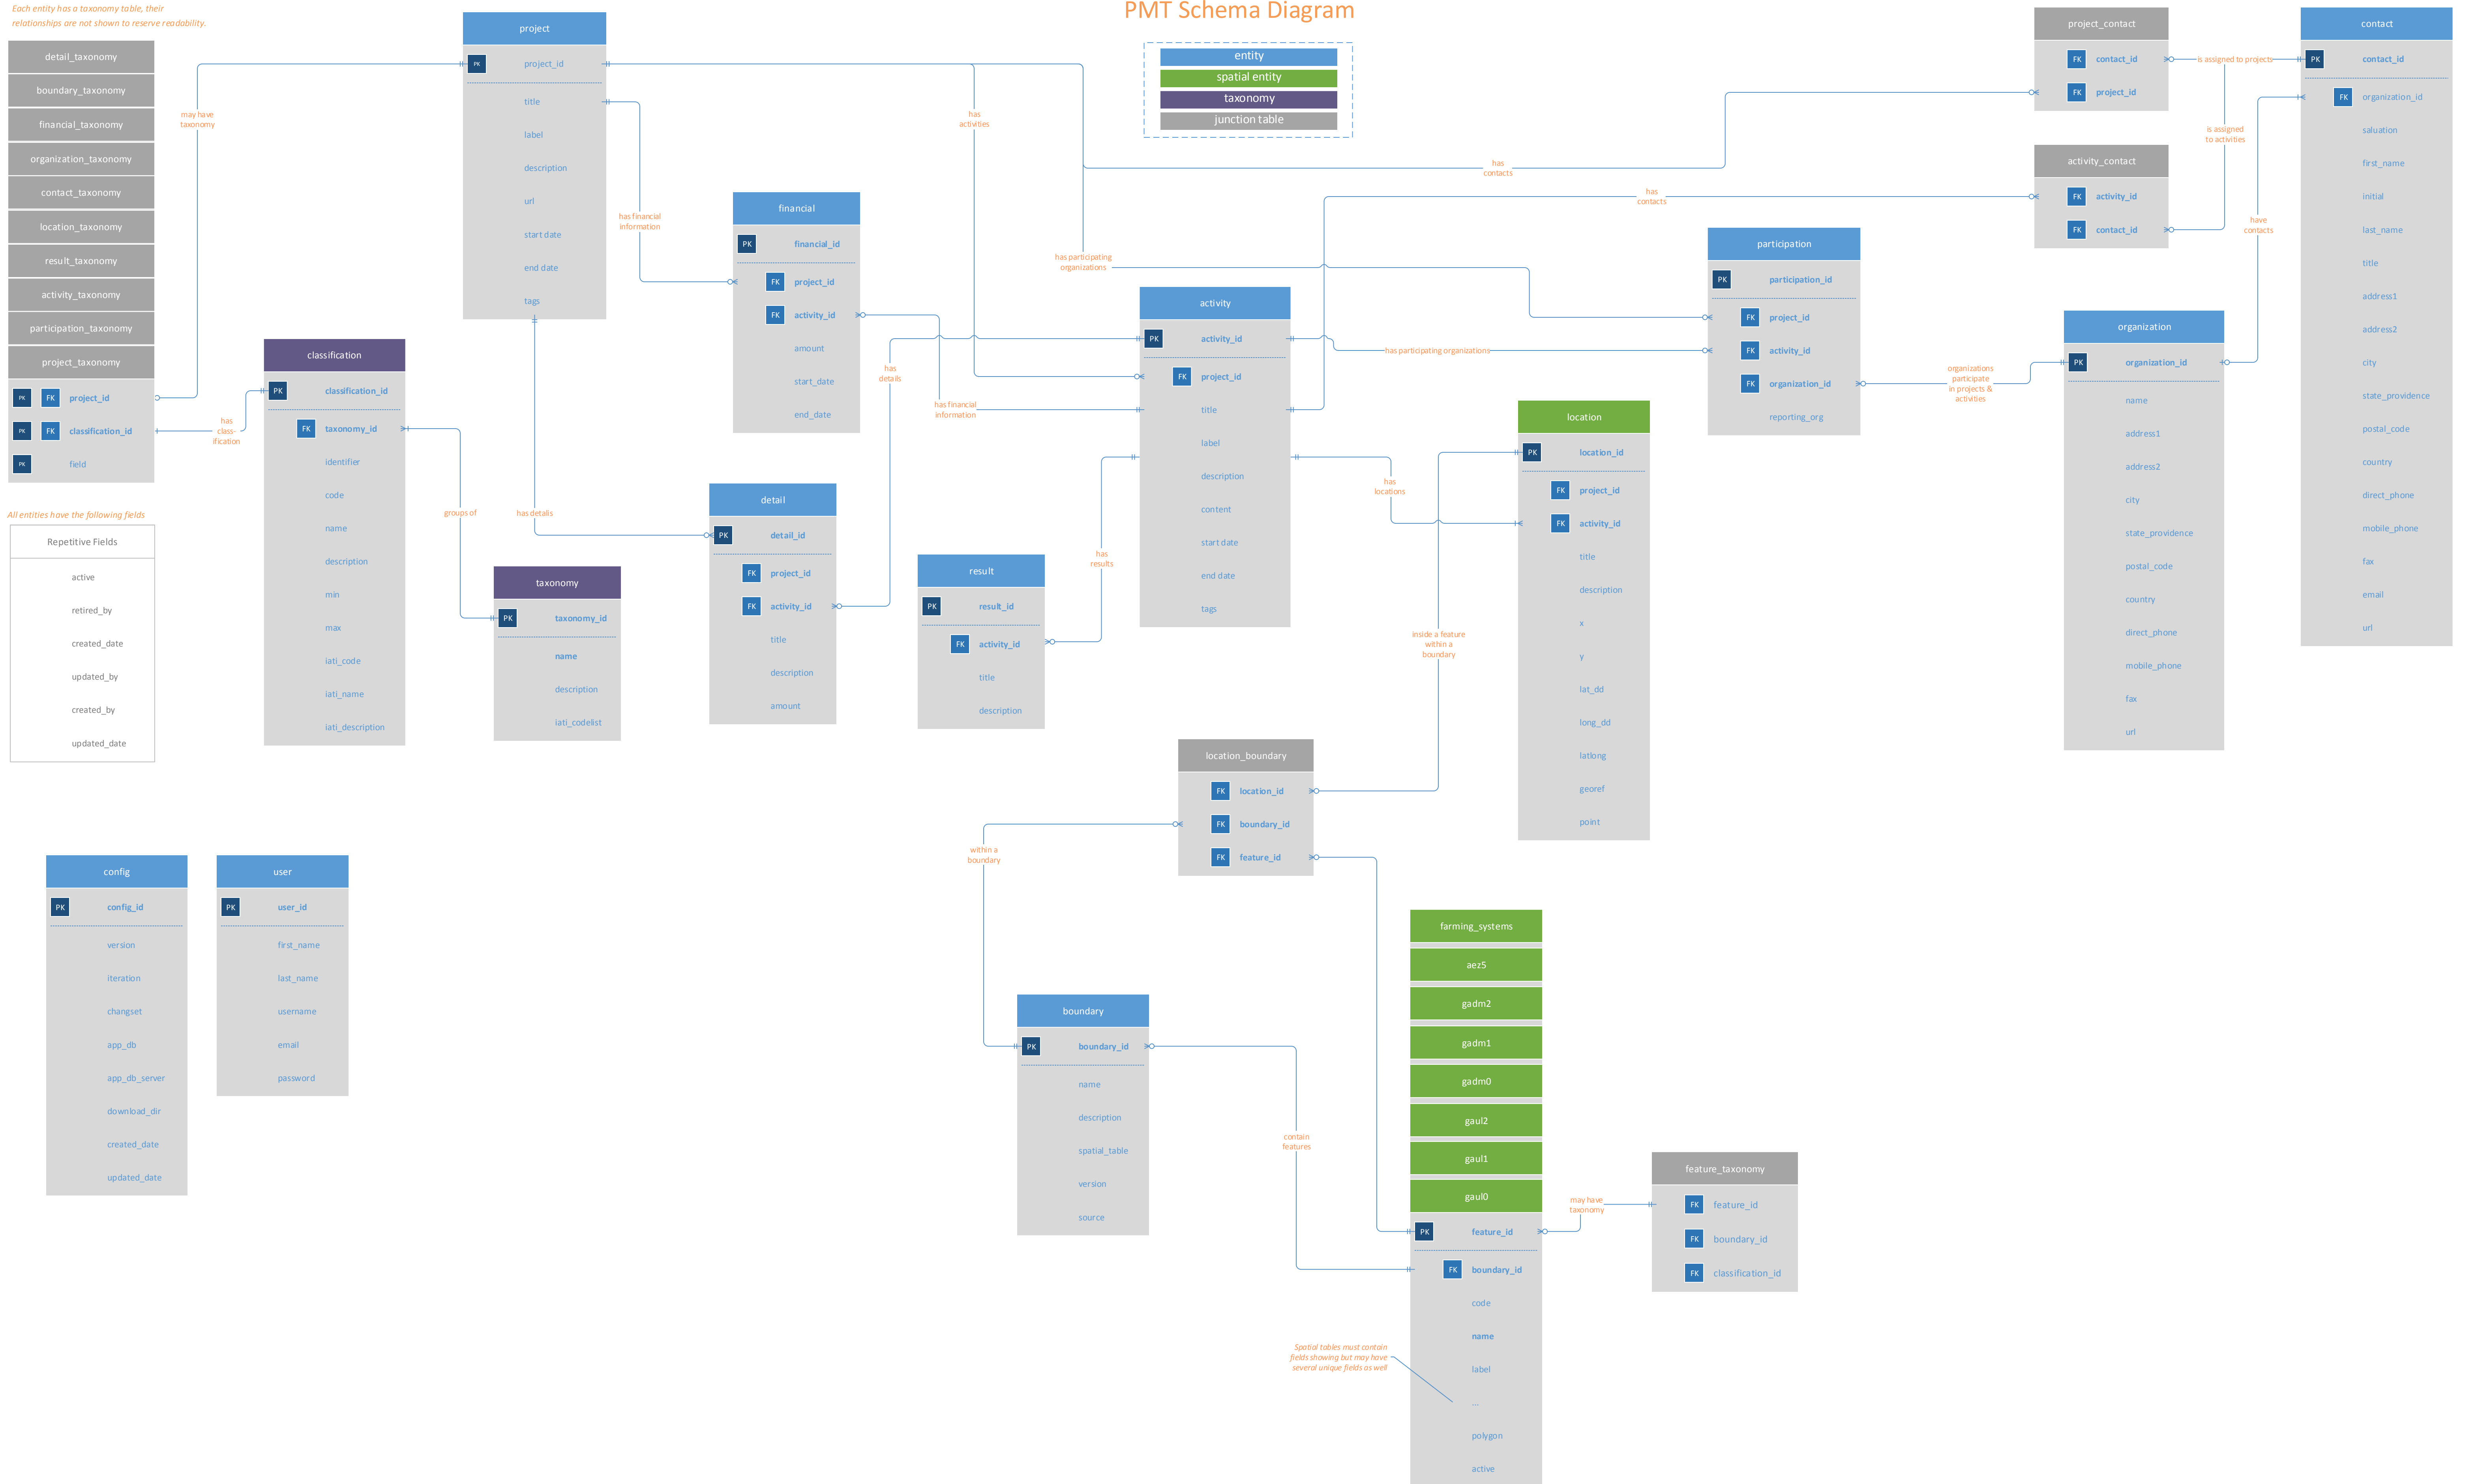 PMT Schema Diagram
Each entity has a taxonomy table, their
relationships are not shown to reserve readability.
entity
spatial entity
taxonomy
junction table
detail_taxonomy
boundary_taxonomy
financial_taxonomy
organization_taxonomy
contact_taxonomy
location_taxonomy
result_taxonomy
activity_taxonomy
participation_taxonomy
project_taxonomy
PK FK project_id
PK FK classification_id
PK field
may have
taxonomy
has
class-
ification
All entities have the following fields
Repetitive Fields
active
retired_by
created_date
updated_by
created_by
updated_date
classification
PK classification_id
FK taxonomy_id
identifier
code
name
description
min
max
iati_code
iati_name
iati_description
groups of
project
PK project_id
title
label
description
url
start date
end date
tags
has financial
information
has detalis
taxonomy
PK taxonomy_id
name
description
iati_codelist
financial
PK financial_id
FK project_id
FK activity_id
amount
start_date
end_date
detail
PK detail_id
FK project_id
FK activity_id
title
description
amount
has
details
has
activities
has financial
information
has participating
organizations
result
PK result_id
FK activity_id
title
description
has
results
activity
PK activity_id
FK project_id
title
label
description
content
start date
end date
tags
has
locations
has participating organizations
has
contacts
has
contacts
location
PK location_id
FK project_id
FK activity_id
title
description
x
y
lat_dd
long_dd
latlong
georef
point
inside a feature
within a
boundary
participation
PK participation_id
FK project_id
FK activity_id
FK organization_id
reporting_org
organizations
participate
in projects &
activities
project_contact
FK contact_id
FK project_id
is assigned to projects
activity_contact
FK activity_id
FK contact_id
is assigned
to activities
have
contacts
organization
PK organization_id
name
address1
address2
city
state_providence
postal_code
country
direct_phone
mobile_phone
fax
url
contact
PK contact_id
FK organization_id
saluation
first_name
initial
last_name
title
address1
address2
city
state_providence
postal_code
country
direct_phone
mobile_phone
fax
email
url
location_boundary
FK location_id
FK boundary_id
FK feature_id
within a
boundary
config
PK config_id
version
iteration
changset
app_db
app_db_server
download_dir
created_date
updated_date
user
PK user_id
first_name
last_name
username
email
password
boundary
PK boundary_id
name
description
spatial_table
version
source
contain
features
farming_systems
aez5
gadm2
gadm1
gadm0
gaul2
gaul1
gaul0
PK feature_id
FK boundary_id
code
name
label
...
polygon
active
Spatial tables must contain
fields showing but may have
several unique fields as well
may have
taxonomy
feature_taxonomy
FK feature_id
FK boundary_id
FK classification_id